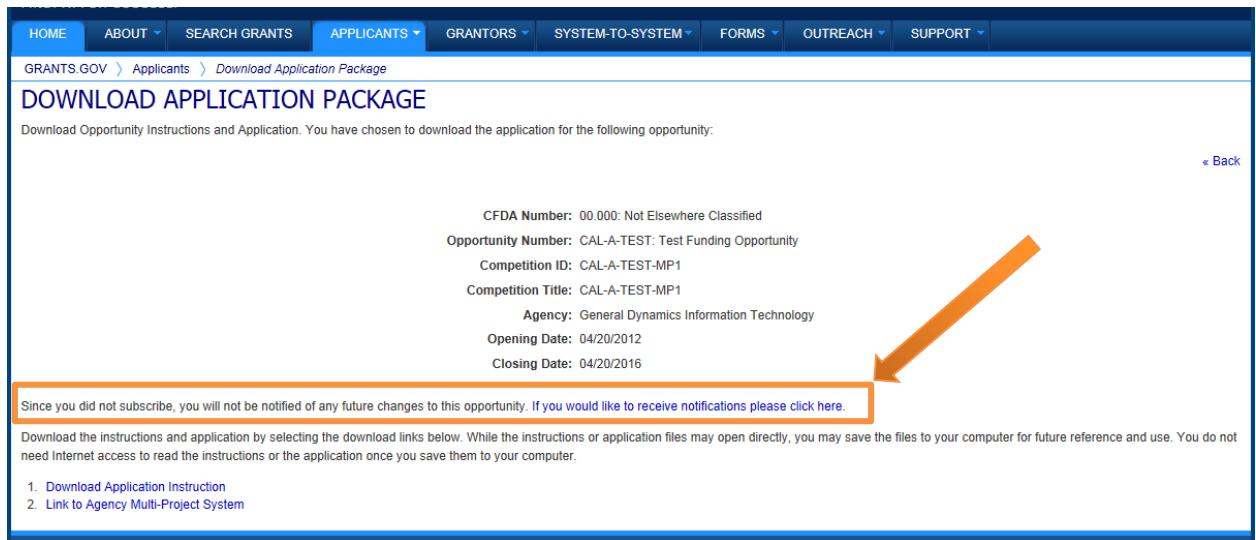 HOME ABOUT SEARCH GRANTS APPLICANTS GRANTORS SYSTEM-TO-SYSTEM FORMS OUTREACH SUPPORT
GRANTS.GOV 〉 Applicants 〉 Download Application Package
DOWNLOAD APPLICATION PACKAGE
Download Opportunity Instructions and Application. You have chosen to download the application for the following opportunity:
« Back
CFDA Number: 00.000: Not Elsewhere Classified
Opportunity Number: CAL-A-TEST: Test Funding Opportunity
Competition ID: CAL-A-TEST-MP1
Competition Title: CAL-A-TEST-MP1
Agency: General Dynamics Information Technology
Opening Date: 04/20/2012
Closing Date: 04/20/2016
Since you did not subscribe, you will not be notified of any future changes to this opportunity. If you would like to receive notifications please click here.
Download the instructions and application by selecting the download links below. While the instructions or application files may open directly, you may save the files to your computer for future reference and use. You do not
need Internet access to read the instructions or the application once you save them to your computer.
1. Download Application Instruction
2. Link to Agency Multi-Project System